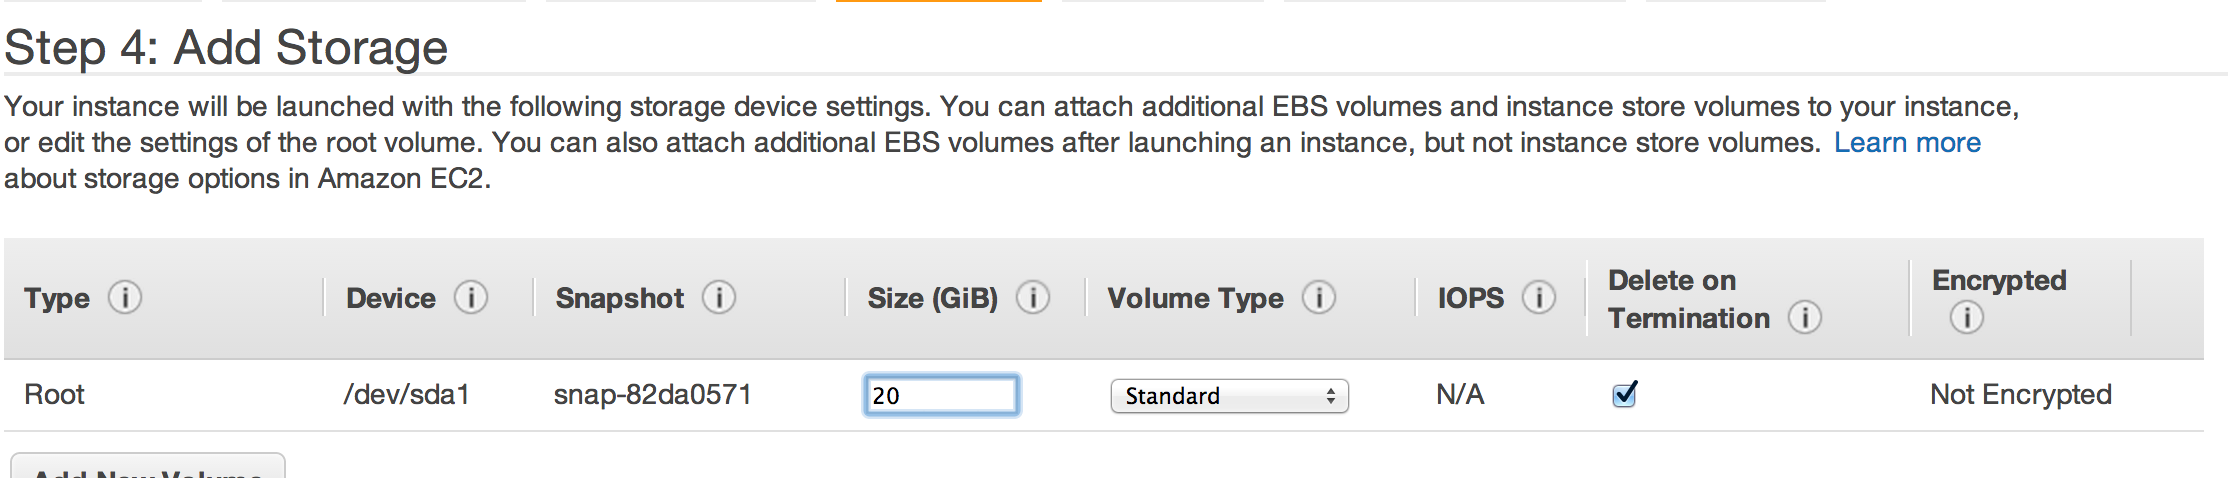 Step 4: Add Storage
Your instance will be launched with the following storage device settings. You can attach additional EBS volumes and instance store volumes to your instance,
or edit the settings of the root volume. You can also attach additional EBS volumes after launching an instance, but not instance store volumes. Learn more
about storage options in Amazon EC2.
Type i Device i Snapshot i Size (GiB) i Volume Type i IOPS i Delete on Termination i Encrypted i
Root /dev/sda1 snap-82da0571 20 Standard N/A Not Encrypted
Add New Volume